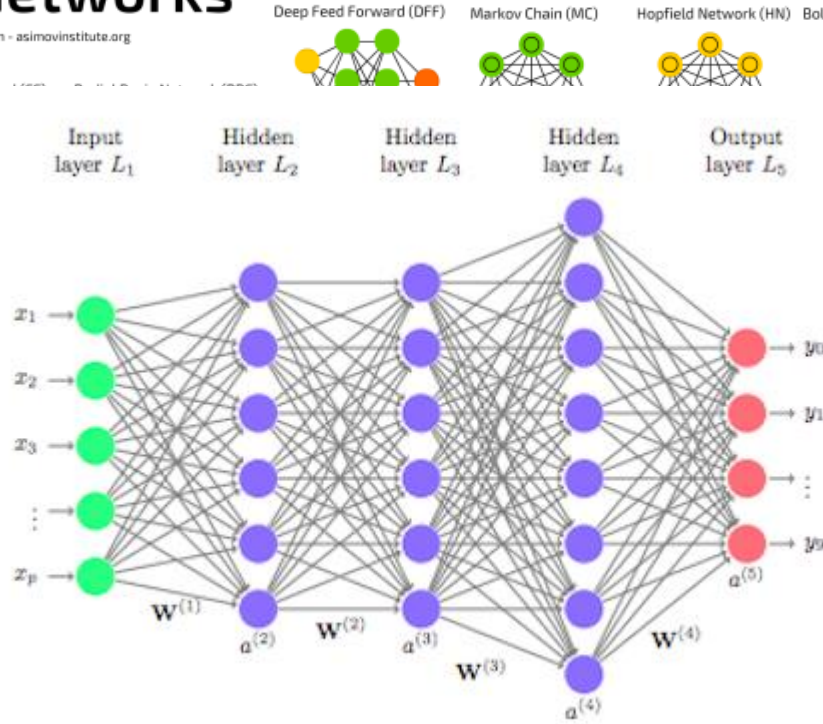 networks
Deep Feed Forward (DFF) Markov Chain (MC) Hopfield Network (HN)
- asimovinstitute.org
Input Hidden Hidden Hidden Output
layer L₁ layer L₂ layer L₃ layer L₄ layer L₅
x₁
y₀
x₂
y₁
x₃
⋮ ⋮
xₚ y₉
a⁽⁵⁾
W⁽¹⁾
a⁽²⁾ W⁽²⁾ a⁽³⁾ W⁽⁴⁾
W⁽³⁾
a⁽⁴⁾